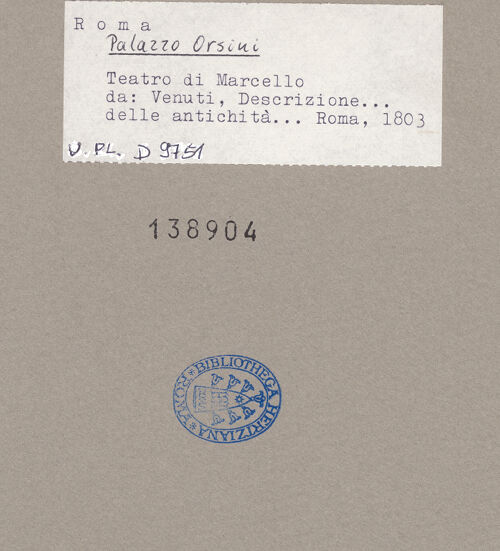 Roma
Palazzo Orsini
Teatro di Marcello
da: Venuti, Descrizione...
delle antichità... Roma, 1803
V. PL. D 9751
138904
BIBLIOTHECA HERTZIANA * ROMA *